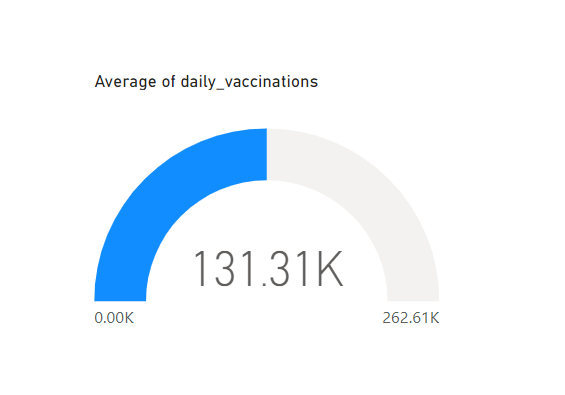 Average of daily_vaccinations
131.31K
0.00K
262.61K